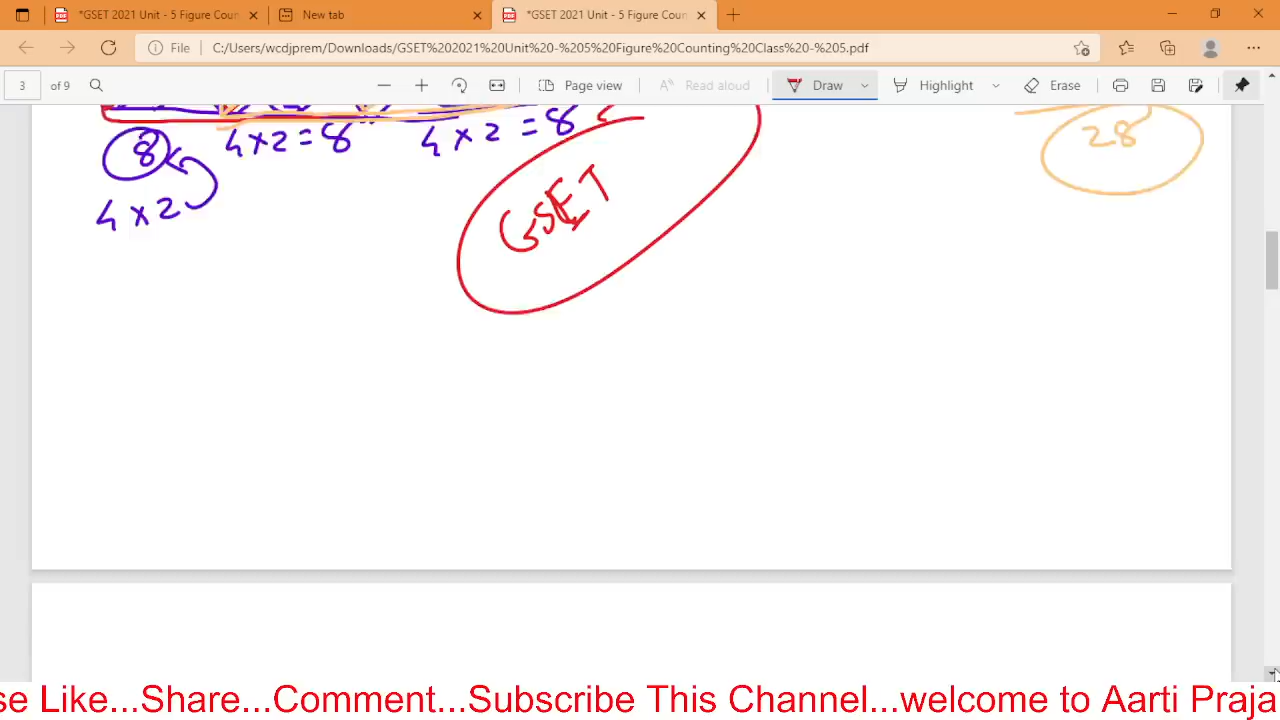 *GSET 2021 Unit - 5 Figure Coun
New tab
*GSET 2021 Unit - 5 Figure Coun
File
C:/Users/wcdjprem/Downloads/GSET%202021%20Unit%20-%205%20Figure%20Counting%20Class%20-%205.pdf
3 of 9
Page view
Read aloud
Draw
Highlight
Erase
4 x 2 = 8
4 x 2 = 8
28
8
4 x 2
GSET
se Like...Share...Comment...Subscribe This Channel...welcome to Aarti Praja